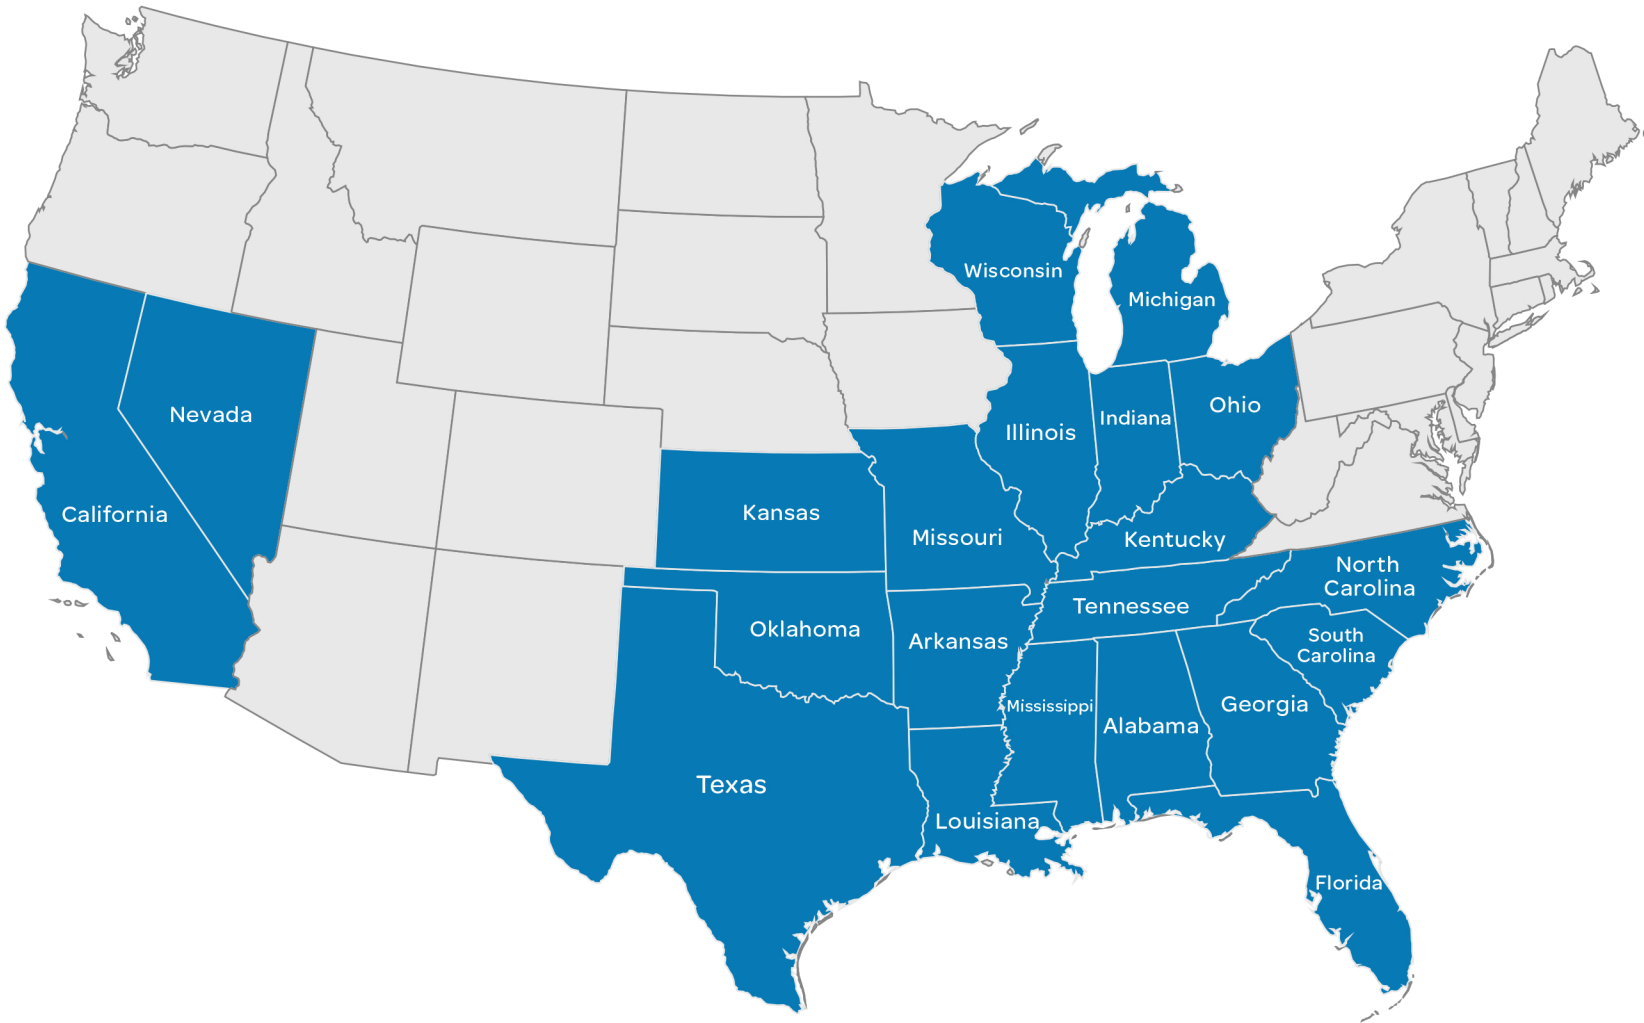 Wisconsin
Michigan
Nevada
Ohio
Indiana
Illinois
California
Kansas
Missouri
Kentucky
North
Carolina
Tennessee
Oklahoma
Arkansas
South
Carolina
Mississippi
Georgia
Alabama
Texas
Louisiana
Florida